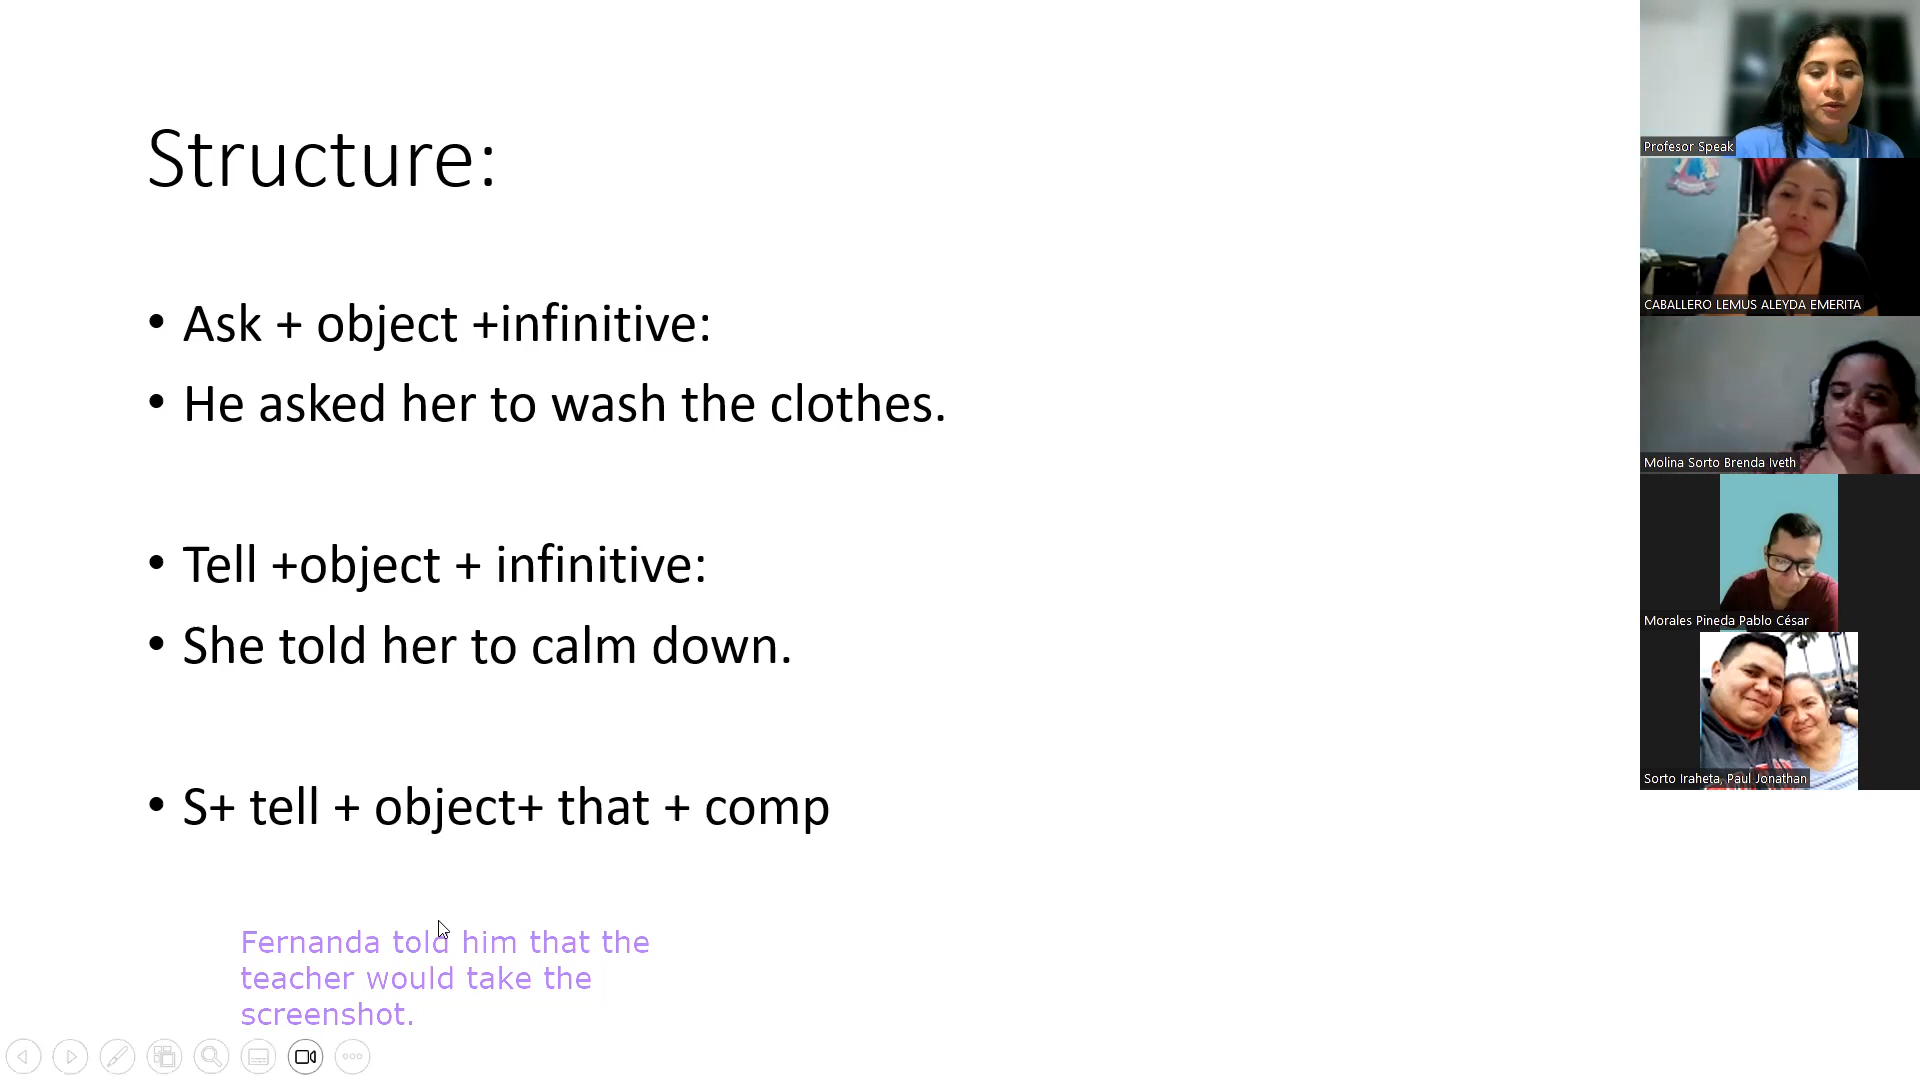 Structure:
• Ask + object +infinitive:
• He asked her to wash the clothes.
• Tell +object + infinitive:
• She told her to calm down.
• S+ tell + object+ that + comp
Fernanda told him that the
teacher would take the
screenshot.
Profesor Speak
CABALLERO LEMUS ALEYDA EMERITA
Molina Sorto Brenda Iveth
Morales Pineda Pablo César
Sorto Iraheta, Paul Jonathan